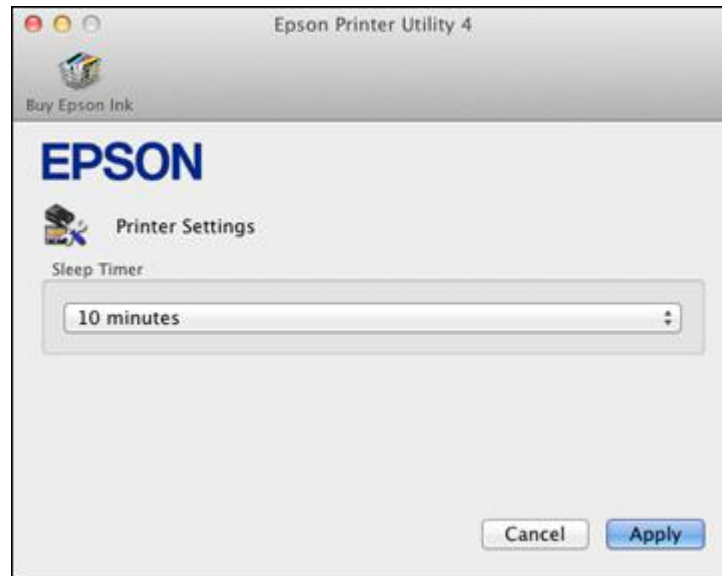 Epson Printer Utility 4
Buy Epson Ink
EPSON
Printer Settings
Sleep Timer
10 minutes
Cancel
Apply